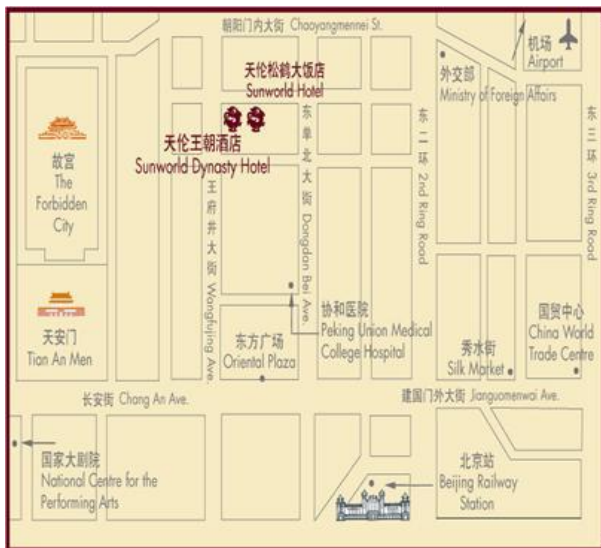 朝阳门内大街 Chaoyangmennei St.
机场
Airport
天伦松鹤大饭店
Sunworld Hotel
外交部
Ministry of Foreign Affairs
天伦王朝酒店
Sunworld Dynasty Hotel
故宫
The
Forbidden
City
王府井大街 Wangfujing Ave.
东单北大街 Dongdan Bei Ave.
东二环 2nd Ring Road
东三环 3rd Ring Road
天安门
Tian An Men
东方广场
Oriental Plaza
协和医院
Peking Union Medical
College Hospital
秀水街
Silk Market
国贸中心
China World
Trade Centre
长安街 Chang An Ave.
建国门外大街 Jianguomenwai Ave.
国家大剧院
National Centre for the
Performing Arts
北京站
Beijing Railway
Station